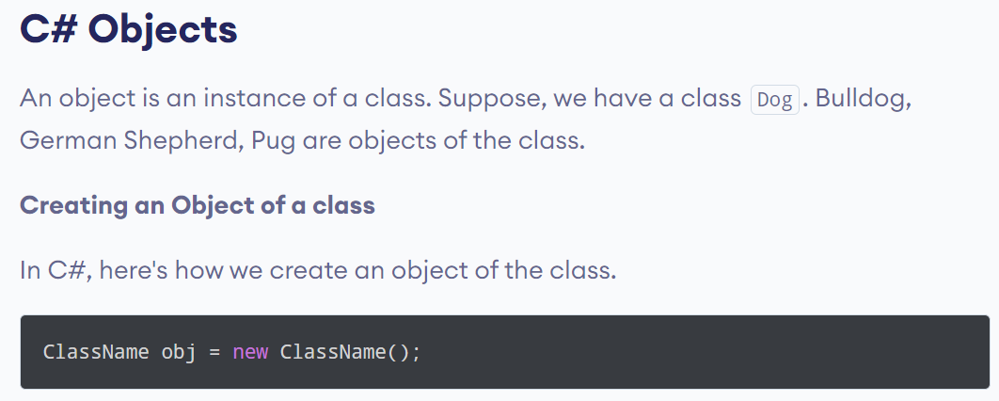 C# Objects
An object is an instance of a class. Suppose, we have a class Dog . Bulldog,
German Shepherd, Pug are objects of the class.
Creating an Object of a class
In C#, here's how we create an object of the class.
ClassName obj = new ClassName();